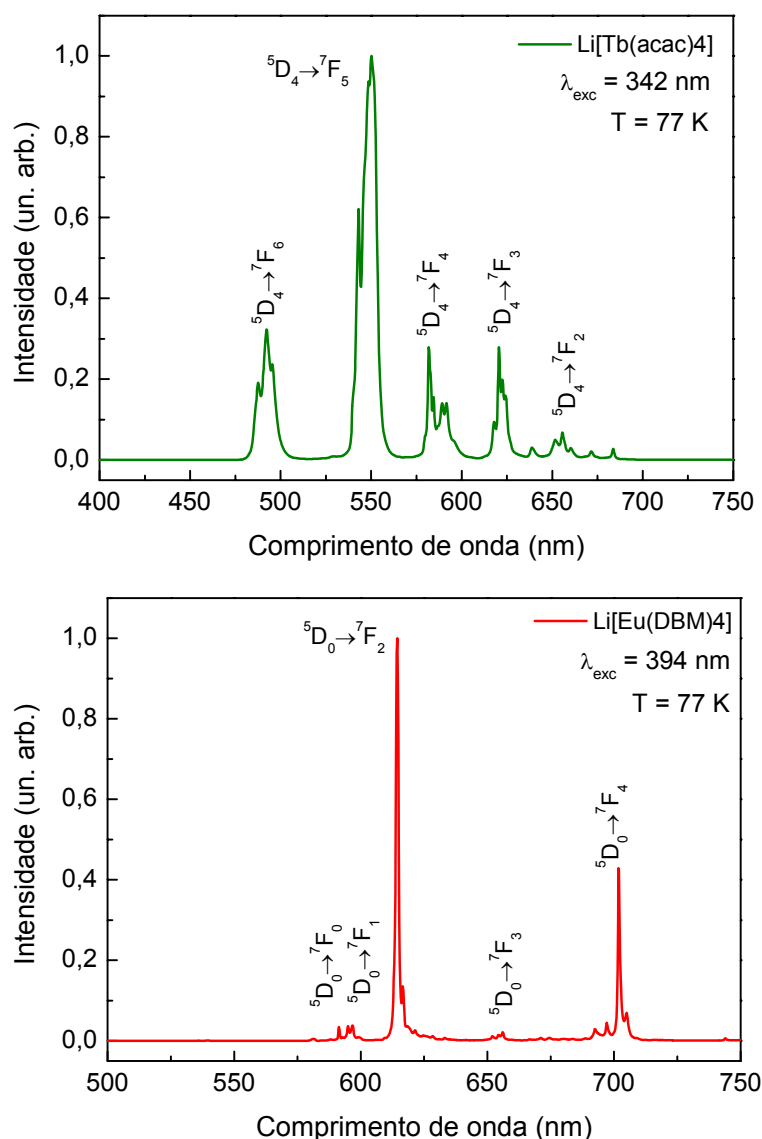 Intensidade (un. arb.)
1,0
0,8
0,6
0,4
0,2
0,0
⁵D₄→⁷F₆
⁵D₄→⁷F₅
⁵D₄→⁷F₄
⁵D₄→⁷F₃
⁵D₄→⁷F₂
Li[Tb(acac)4]
λexc = 342 nm
T = 77 K
400 450 500 550 600 650 700 750
Comprimento de onda (nm)
Intensidade (un. arb.)
1,0
0,8
0,6
0,4
0,2
0,0
⁵D₀→⁷F₀
⁵D₀→⁷F₁
⁵D₀→⁷F₂
⁵D₀→⁷F₃
⁵D₀→⁷F₄
Li[Eu(DBM)4]
λexc = 394 nm
T = 77 K
500 550 600 650 700 750
Comprimento de onda (nm)